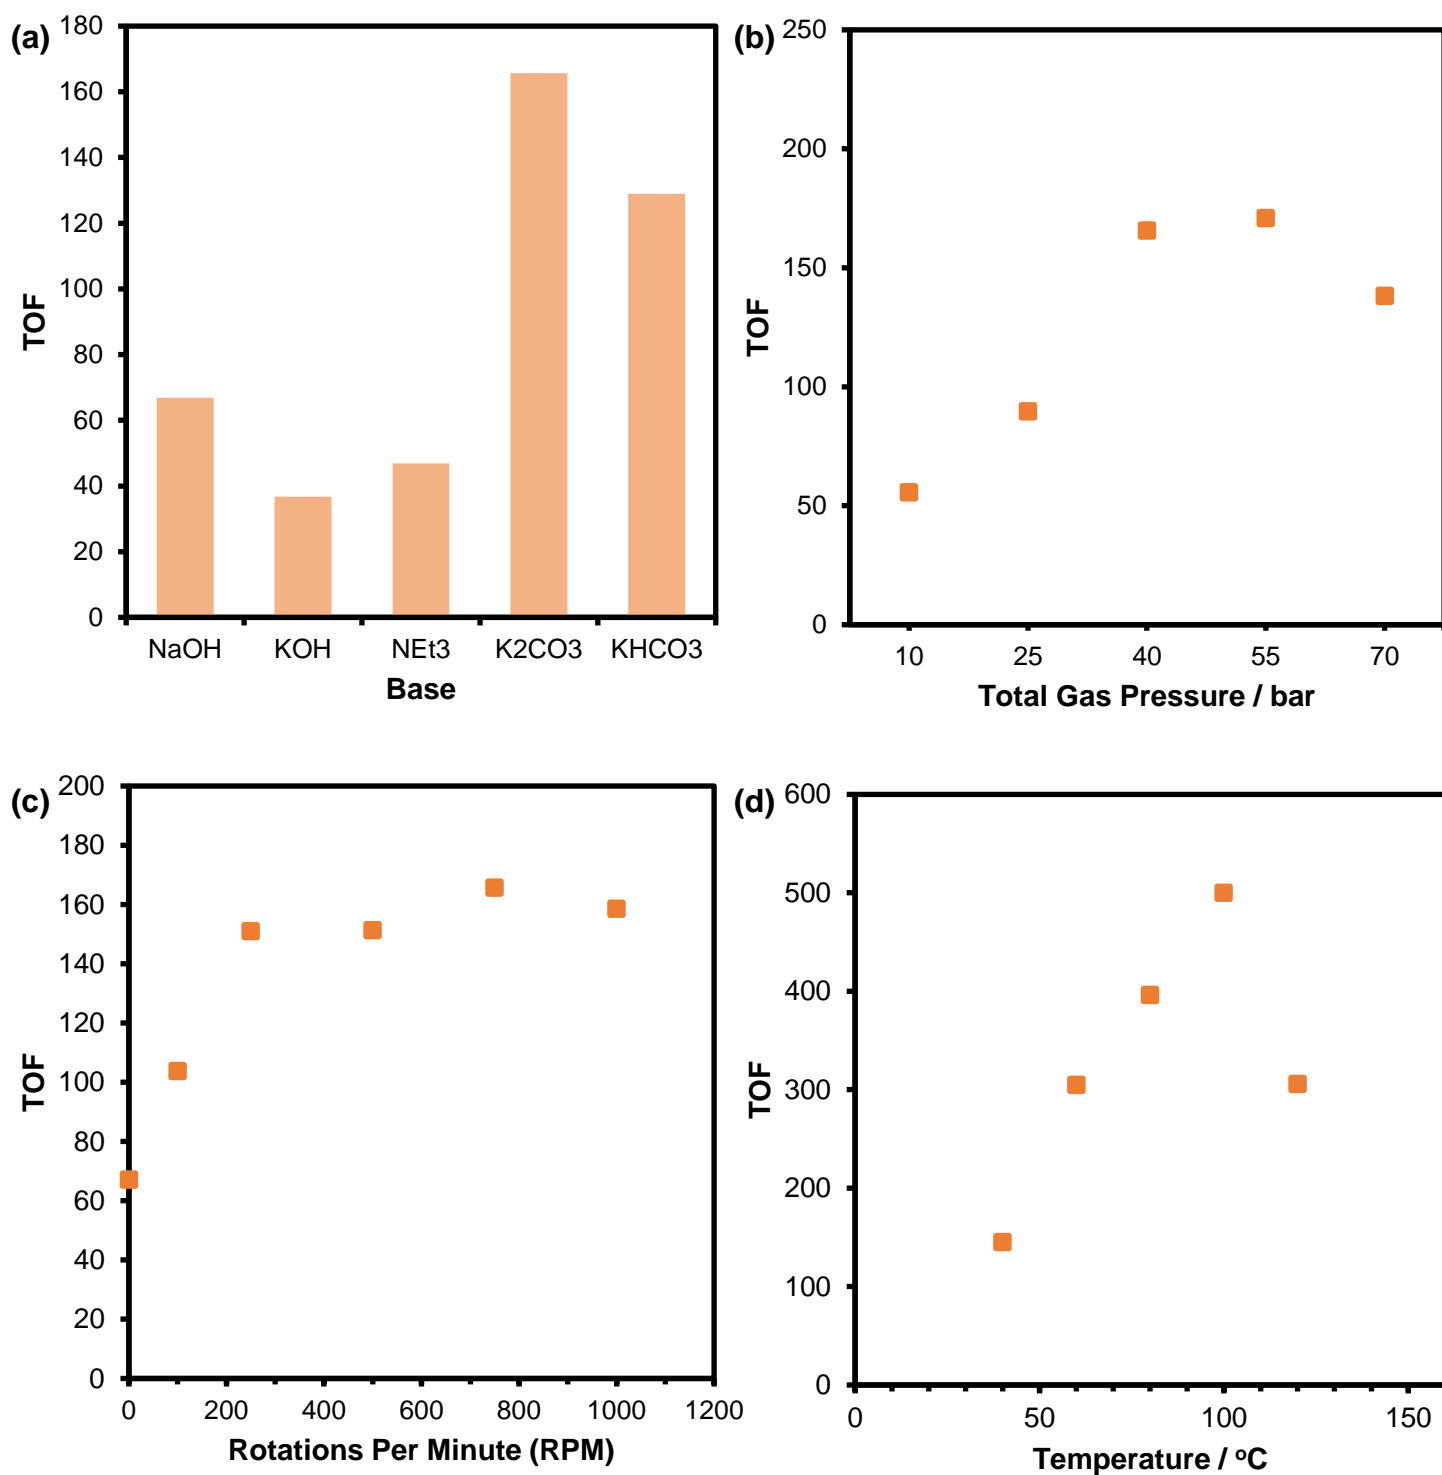 (a)
180
160
140
120
100
80
60
40
20
0
TOF
NaOH KOH NEt3 K2CO3 KHCO3
Base
(b)
250
200
150
100
50
0
TOF
10 25 40 55 70
Total Gas Pressure / bar
(c)
200
180
160
140
120
100
80
60
40
20
0
TOF
0 200 400 600 800 1000 1200
Rotations Per Minute (RPM)
(d)
600
500
400
300
200
100
0
TOF
0 50 100 150
Temperature / ᵒC